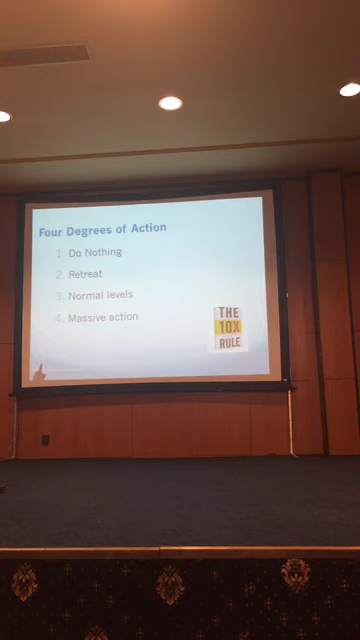 Four Degrees of Action
1. Do Nothing
2. Retreat
3. Normal levels
4. Massive action
THE
10X
RULE